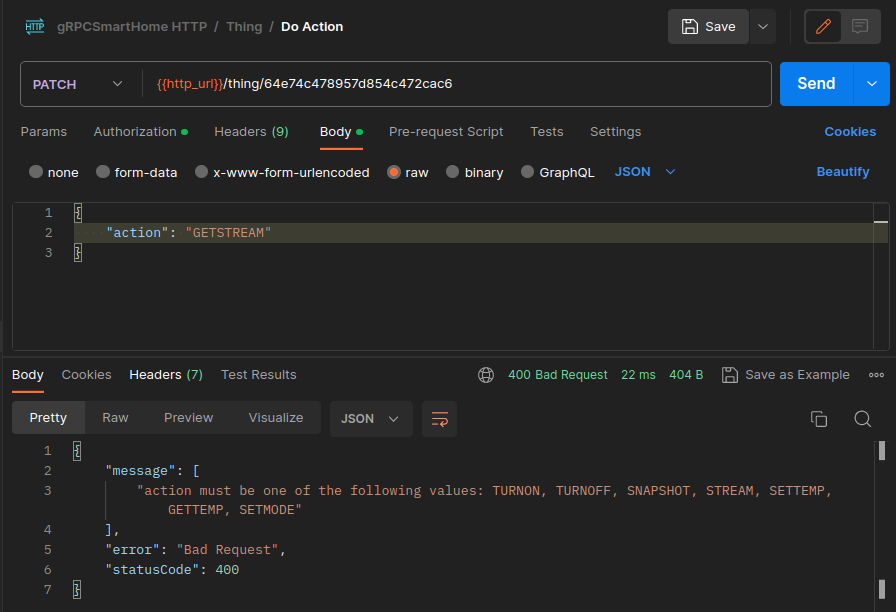 HTTP gRPCSmartHome HTTP / Thing / Do Action Save
PATCH {{http_url}}/thing/64e74c478957d854c472cac6 Send
Params Authorization Headers (9) Body Pre-request Script Tests Settings Cookies
none form-data x-www-form-urlencoded raw binary GraphQL JSON Beautify
1 {
2 "action": "GETSTREAM"
3 }
Body Cookies Headers (7) Test Results 400 Bad Request 22 ms 404 B Save as Example
Pretty Raw Preview Visualize JSON
1 {
2 "message": [
3 "action must be one of the following values: TURNON, TURNOFF, SNAPSHOT, STREAM, SETTEMP,
GETTEMP, SETMODE"
4 ],
5 "error": "Bad Request",
6 "statusCode": 400
7 }